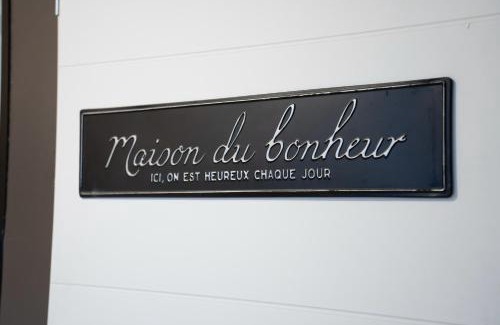 Maison du bonheur
ICI, ON EST HEUREUX CHAQUE JOUR